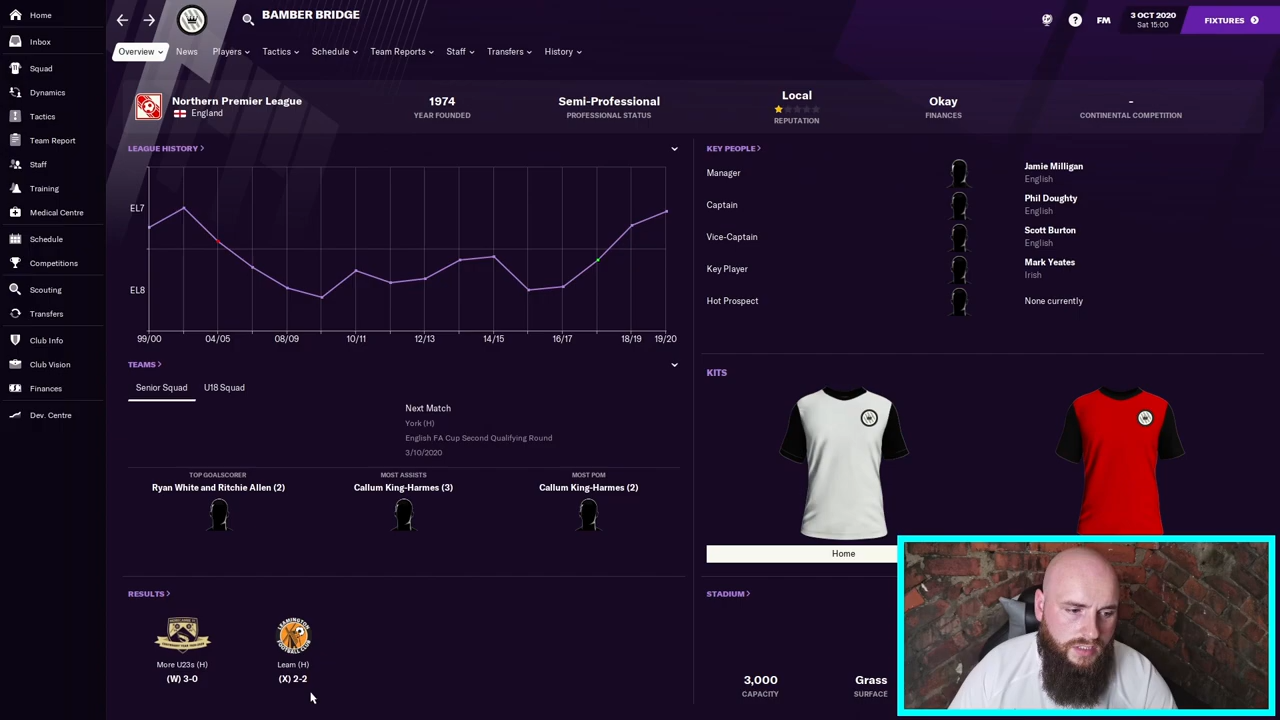 Home
Inbox
Squad
Dynamics
Tactics
Team Report
Staff
Training
Medical Centre
Schedule
Competitions
Scouting
Transfers
Club Info
Club Vision
Finances
Dev. Centre
BAMBER BRIDGE
? FM
3 OCT 2020
Sat 15:00
FIXTURES
Overview News Players Tactics Schedule Team Reports Staff Transfers History
Northern Premier League
England
1974
YEAR FOUNDED
Semi-Professional
PROFESSIONAL STATUS
Local
REPUTATION
Okay
FINANCES
-
CONTINENTAL COMPETITION
LEAGUE HISTORY >
EL7
EL8
99/00 04/05 08/09 10/11 12/13 14/15 16/17 18/19 19/20
TEAMS >
Senior Squad U18 Squad
Next Match
York (H)
English FA Cup Second Qualifying Round
3/10/2020
TOP GOALSCORER
Ryan White and Ritchie Allen (2)
MOST ASSISTS
Callum King-Harmes (3)
MOST POM
Callum King-Harmes (2)
RESULTS >
More U23s (H)
(W) 3-0
Leam (H)
(X) 2-2
KEY PEOPLE >
Manager
Jamie Milligan
English
Captain
Phil Doughty
English
Vice-Captain
Scott Burton
English
Key Player
Mark Yeates
Irish
Hot Prospect
None currently
KITS
Home
STADIUM >
3,000
CAPACITY
Grass
SURFACE